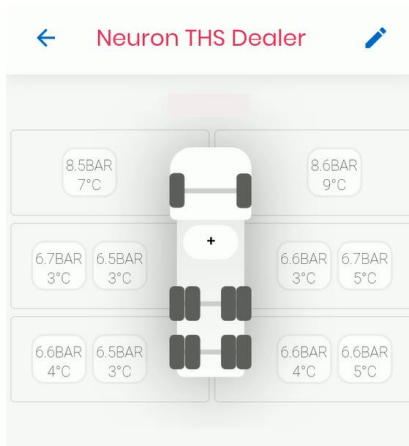 Neuron THS Dealer
8.5BAR
7°C
8.6BAR
9°C
6.7BAR 6.5BAR
3°C 3°C
6.6BAR 6.7BAR
3°C 5°C
+
6.6BAR 6.5BAR
4°C 3°C
6.6BAR 6.6BAR
4°C 5°C